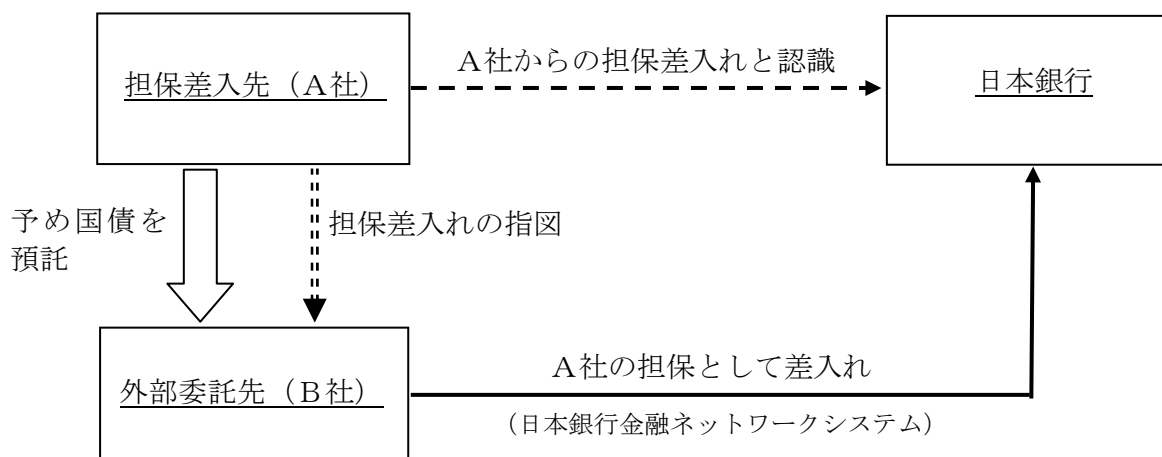 A社からの担保差入れと認識
担保差入先（A社）
日本銀行
予め国債を
預託
担保差入れの指図
外部委託先（B社）
A社の担保として差入れ
（日本銀行金融ネットワークシステム）